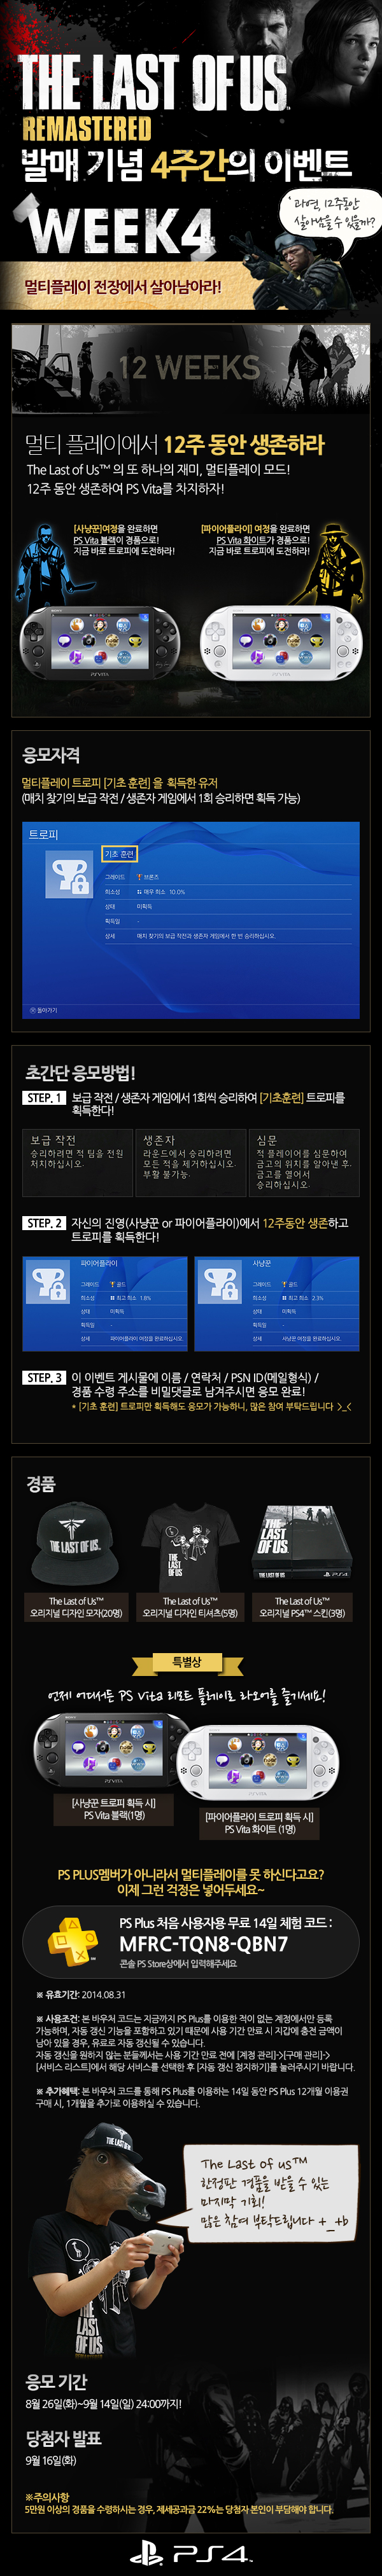 THE LAST OF US
REMASTERED
발매 기념 4주간의 이벤트
WEEK4
과연, 12주동안
살아남을 수 있을까?
멀티플레이 전장에서 살아남아라!
12 WEEKS
멀티 플레이에서 12주 동안 생존하라
The Last of Us™ 의 또 하나의 재미, 멀티플레이 모드!
12주 동안 생존하여 PS Vita를 차지하자!
[사냥꾼]여정을 완료하면
PS Vita 블랙이 경품으로!
지금 바로 트로피에 도전하라!
[파이어플라이] 여정을 완료하면
PS Vita 화이트가 경품으로!
지금 바로 트로피에 도전하라!
응모자격
멀티플레이 트로피 [기초 훈련] 을 획득한 유저
(매치 찾기의 보급 작전 / 생존자 게임에서 1회 승리하면 획득 가능)
트로피
기초 훈련
그레이드 브론즈
희소성 매우 희소 10.0%
상태 미획득
획득일 -
상세 매치 찾기의 보급 작전과 생존자 게임에서 한 번 승리하십시오.
돌아가기
초간단 응모방법!
STEP. 1 보급 작전 / 생존자 게임에서 1회씩 승리하여 [기초훈련] 트로피를
획득한다!
보급 작전
승리하려면 적 팀을 전원
처치하십시오.
생존자
라운드에서 승리하려면
모든 적을 제거하십시오.
부활 불가능.
심문
적 플레이어를 심문하여
금고의 위치를 알아낸 후,
금고를 열어서
승리하십시오.
STEP. 2 자신의 진영(사냥꾼 or 파이어플라이)에서 12주동안 생존하고
트로피를 획득한다!
파이어플라이
그레이드 골드
희소성 최고 희소 1.8%
상태 미획득
획득일 -
상세 파이어플라이 여정을 완료하십시오.
사냥꾼
그레이드 골드
희소성 최고 희소 2.3%
상태 미획득
획득일 -
상세 사냥꾼 여정을 완료하십시오.
STEP. 3 이 이벤트 게시물에 이름 / 연락처 / PSN ID(메일형식) /
경품 수령 주소를 비밀댓글로 남겨주시면 응모 완료!
* [기초 훈련] 트로피만 획득해도 응모가 가능하니, 많은 참여 부탁드립니다 >_<
경품
The Last of Us™
오리지널 디자인 모자(20명)
The Last of Us™
오리지널 디자인 티셔츠(5명)
The Last of Us™
오리지널 PS4™ 스킨(3명)
특별상
언제 어디서든 PS Vita 리모트 플레이로 라오어를 즐기세요!
[사냥꾼 트로피 획득 시]
PS Vita 블랙(1명)
[파이어플라이 트로피 획득 시]
PS Vita 화이트 (1명)
PS PLUS멤버가 아니라서 멀티플레이를 못 하신다고요?
이제 그런 걱정은 넣어두세요~
PS Plus 처음 사용자용 무료 14일 체험 코드 :
MFRC-TQN8-QBN7
콘솔 PS Store상에서 입력해주세요
※ 유효기간: 2014.08.31
※ 사용조건: 본 바우처 코드는 지금까지 PS Plus를 이용한 적이 없는 계정에서만 등록
가능하며, 자동 갱신 기능을 포함하고 있기 때문에 사용 기간 만료 시 지갑에 충전 금액이
남아 있을 경우, 유료로 자동 갱신될 수 있습니다.
자동 갱신을 원하지 않는 분들께서는 사용 기간 만료 전에 [계정 관리]->[구매 관리]->
[서비스 리스트]에서 해당 서비스를 선택한 후 [자동 갱신 정지하기]를 눌러주시기 바랍니다.
※ 추가혜택: 본 바우처 코드를 통해 PS Plus를 이용하는 14일 동안 PS Plus 12개월 이용권
구매 시, 1개월을 추가로 이용하실 수 있습니다.
The Last of us™
한정판 경품을 받을 수 있는
마지막 기회!
많은 참여 부탁드립니다 +_+b
THE LAST OF US
응모 기간
8월 26일(화)~9월 14일(일) 24:00까지!
당첨자 발표
9월 16일(화)
※주의사항
5만원 이상의 경품을 수령하시는 경우, 제세공과금 22%는 당첨자 본인이 부담해야 합니다.
PS4™